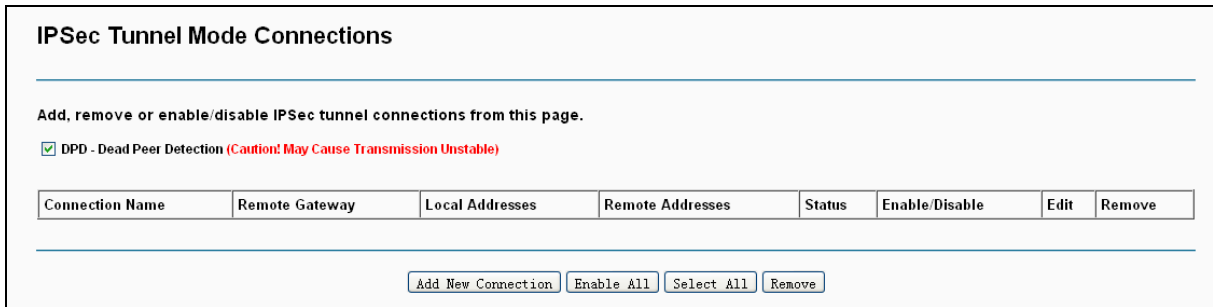 IPSec Tunnel Mode Connections
Add, remove or enable/disable IPSec tunnel connections from this page.
DPD - Dead Peer Detection (Caution! May Cause Transmission Unstable)
Connection Name Remote Gateway Local Addresses Remote Addresses Status Enable/Disable Edit Remove
Add New Connection Enable All Select All Remove